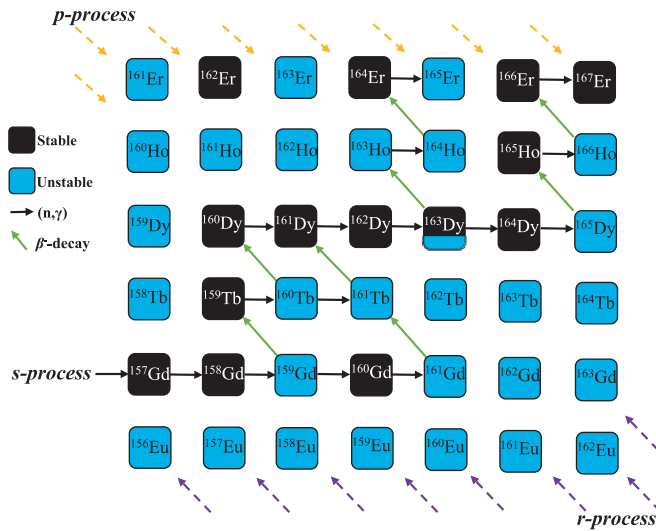 p-process
¹⁶¹Er ¹⁶²Er ¹⁶³Er ¹⁶⁴Er ¹⁶⁵Er ¹⁶⁶Er ¹⁶⁷Er
Stable
Unstable
(n,γ)
β⁻-decay
¹⁶⁰Ho ¹⁶¹Ho ¹⁶²Ho ¹⁶³Ho ¹⁶⁴Ho ¹⁶⁵Ho ¹⁶⁶Ho
¹⁵⁹Dy ¹⁶⁰Dy ¹⁶¹Dy ¹⁶²Dy ¹⁶³Dy ¹⁶⁴Dy ¹⁶⁵Dy
¹⁵⁸Tb ¹⁵⁹Tb ¹⁶⁰Tb ¹⁶¹Tb ¹⁶²Tb ¹⁶³Tb ¹⁶⁴Tb
s-process ¹⁵⁷Gd ¹⁵⁸Gd ¹⁵⁹Gd ¹⁶⁰Gd ¹⁶¹Gd ¹⁶²Gd ¹⁶³Gd
¹⁵⁶Eu ¹⁵⁷Eu ¹⁵⁸Eu ¹⁵⁹Eu ¹⁶⁰Eu ¹⁶¹Eu ¹⁶²Eu
r-process